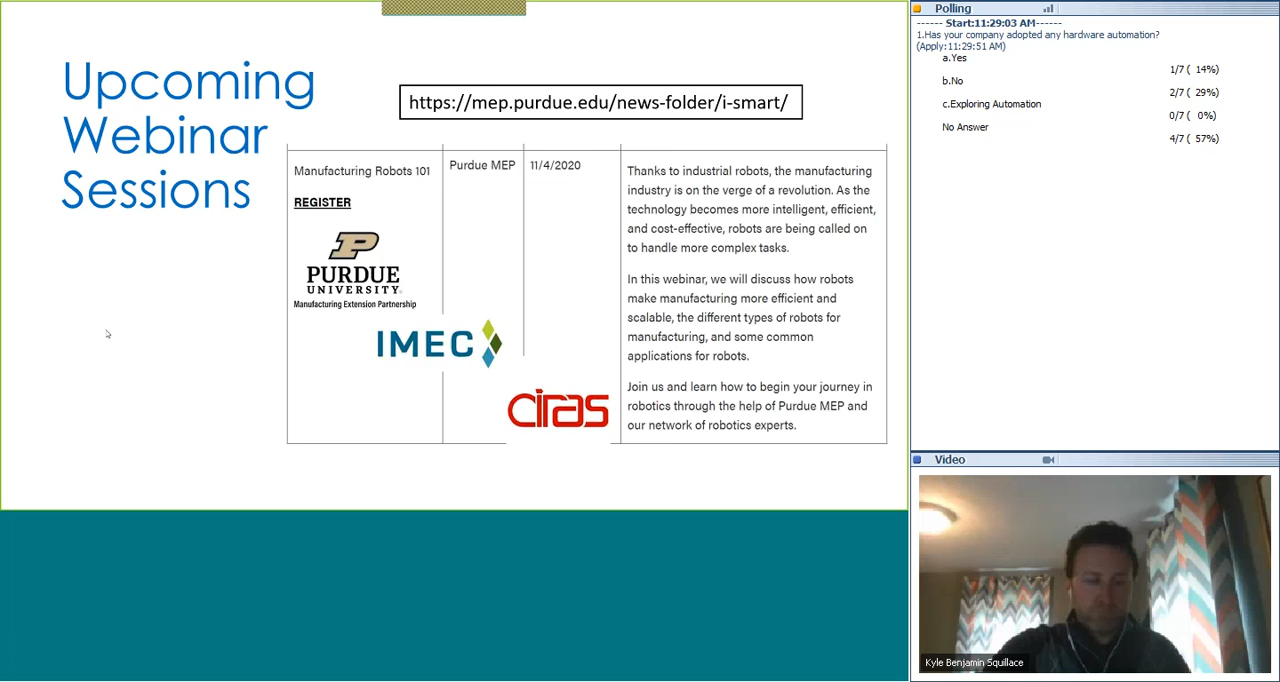 Upcoming
Webinar
Sessions
https://mep.purdue.edu/news-folder/i-smart/
Manufacturing Robots 101
REGISTER
P
PURDUE
UNIVERSITY
Manufacturing Extension Partnership
Purdue MEP
11/4/2020
IMEC
ciras
Thanks to industrial robots, the manufacturing
industry is on the verge of a revolution. As the
technology becomes more intelligent, efficient,
and cost-effective, robots are being called on
to handle more complex tasks.
In this webinar, we will discuss how robots
make manufacturing more efficient and
scalable, the different types of robots for
manufacturing, and some common
applications for robots.
Join us and learn how to begin your journey in
robotics through the help of Purdue MEP and
our network of robotics experts.
Polling
------ Start:11:29:03 AM------
1.Has your company adopted any hardware automation?
(Apply:11:29:51 AM)
a.Yes
1/7 ( 14%)
b.No
2/7 ( 29%)
c.Exploring Automation
0/7 ( 0%)
No Answer
4/7 ( 57%)
Video
Kyle Benjamin Squillace